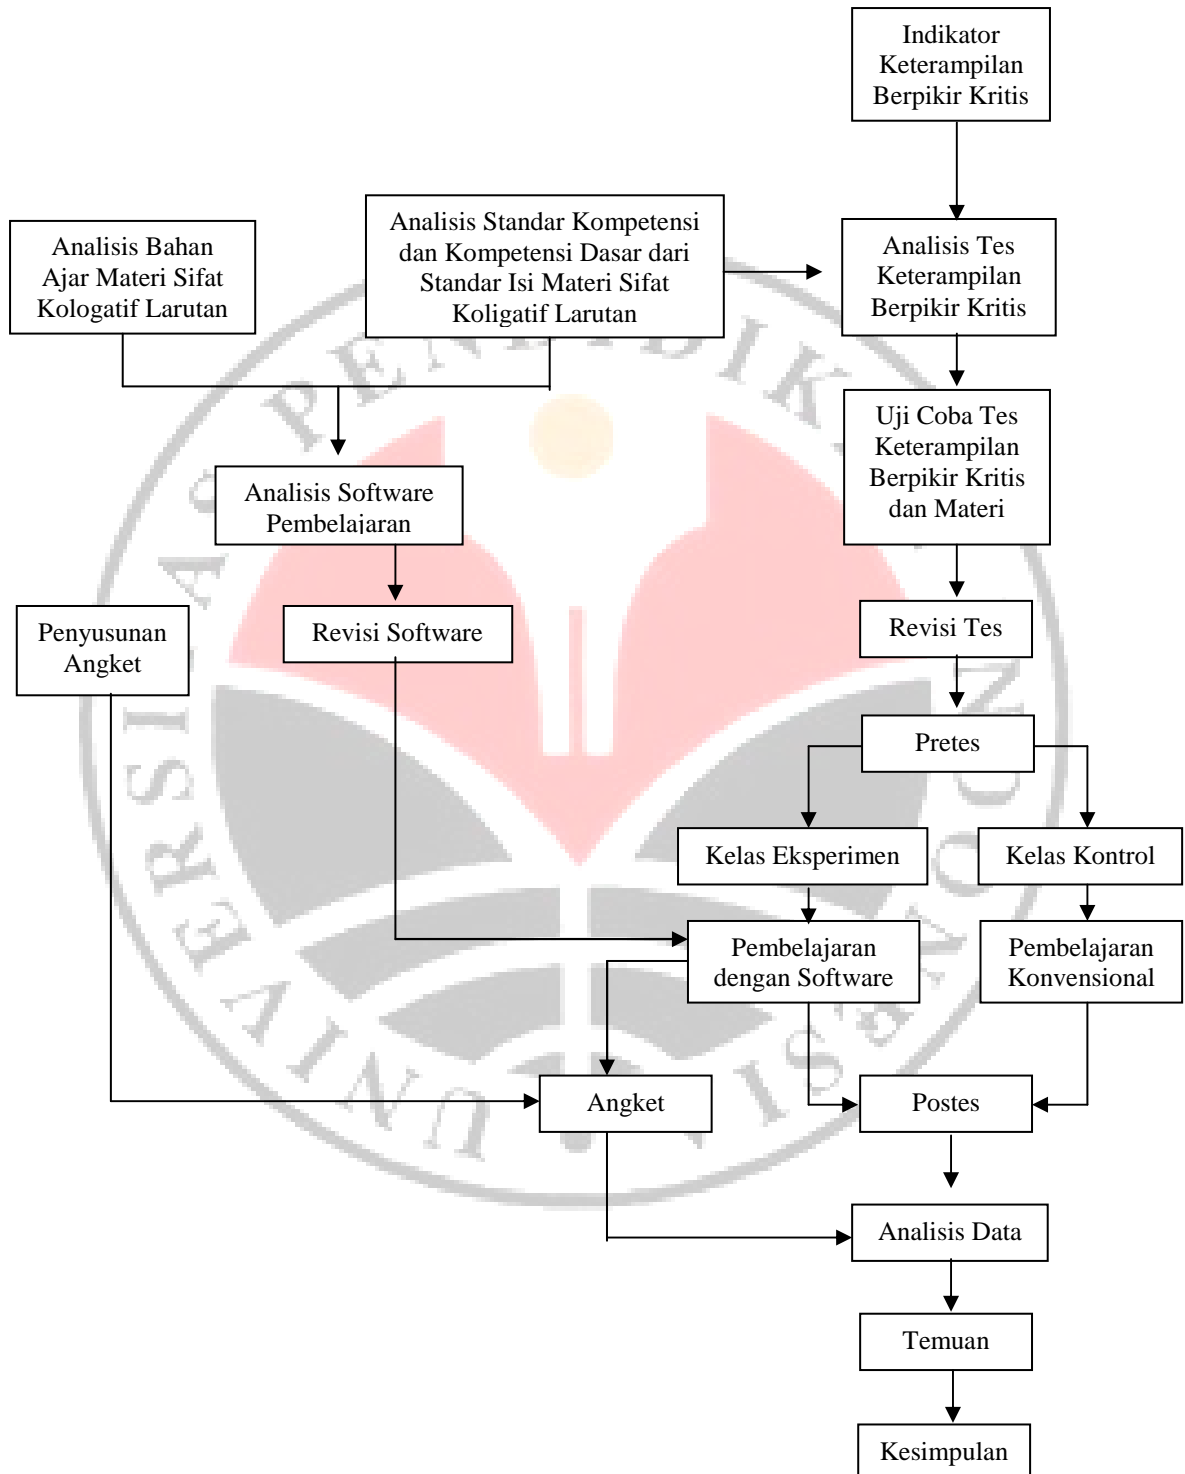 Indikator
Keterampilan
Berpikir Kritis
Analisis Bahan
Ajar Materi Sifat
Kologatif Larutan
Analisis Standar Kompetensi
dan Kompetensi Dasar dari
Standar Isi Materi Sifat
Koligatif Larutan
Analisis Tes
Keterampilan
Berpikir Kritis
Uji Coba Tes
Keterampilan
Berpikir Kritis
dan Materi
Analisis Software
Pembelajaran
Penyusunan
Angket
Revisi Software
Revisi Tes
Pretes
Kelas Eksperimen
Kelas Kontrol
Pembelajaran
dengan Software
Pembelajaran
Konvensional
Angket
Postes
Analisis Data
Temuan
Kesimpulan